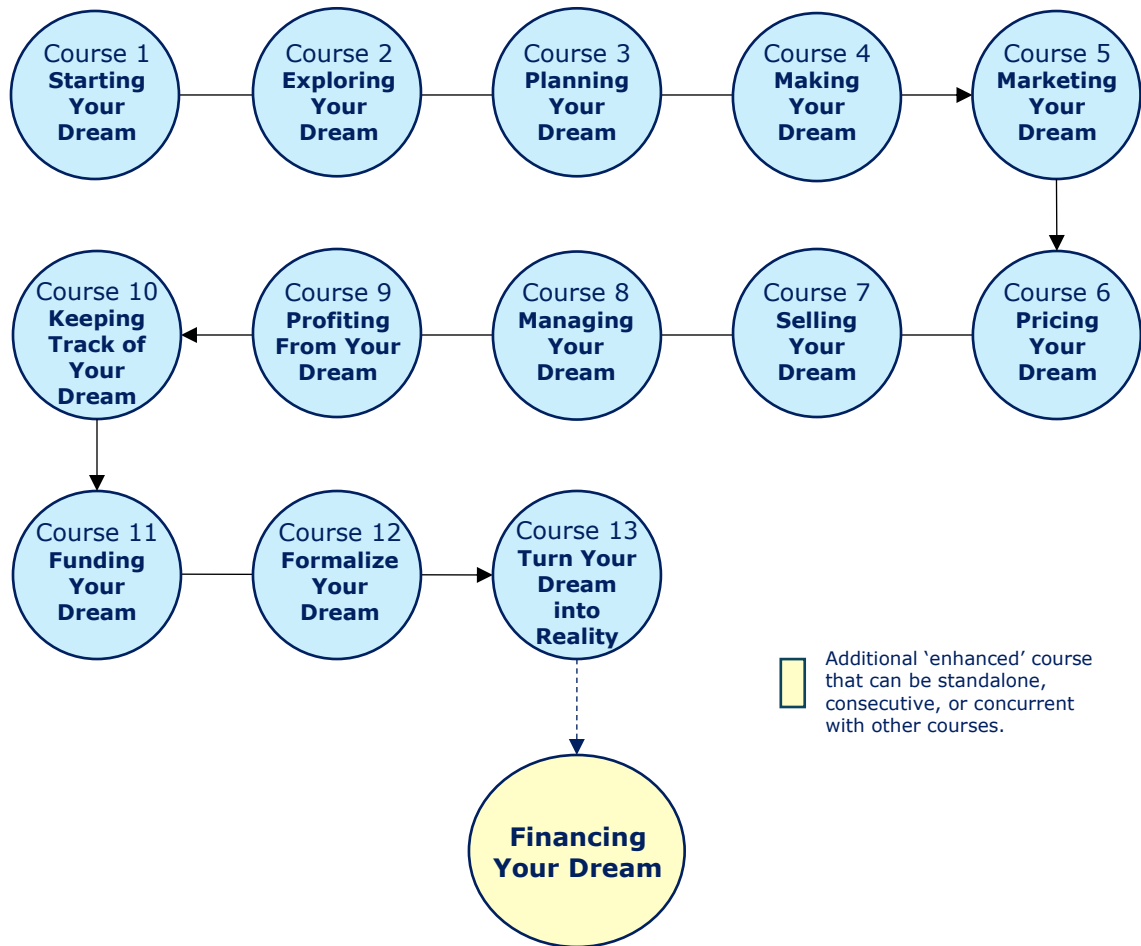 Course 1
Starting
Your
Dream
Course 2
Exploring
Your
Dream
Course 3
Planning
Your
Dream
Course 4
Making
Your
Dream
Course 5
Marketing
Your
Dream
Course 10
Keeping
Track of
Your
Dream
Course 9
Profiting
From Your
Dream
Course 8
Managing
Your
Dream
Course 7
Selling
Your
Dream
Course 6
Pricing
Your
Dream
Course 11
Funding
Your
Dream
Course 12
Formalize
Your
Dream
Course 13
Turn Your
Dream
into
Reality
Additional ‘enhanced’ course
that can be standalone,
consecutive, or concurrent
with other courses.
Financing
Your Dream